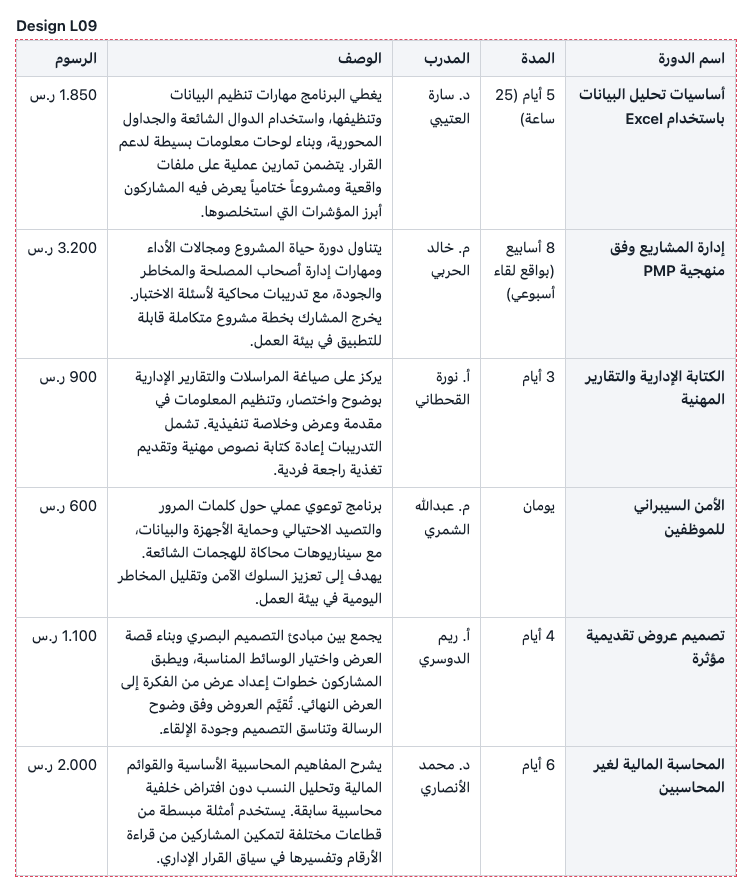 Design L09
اسم الدورة
المدة
المدرب
الوصف
الرسوم
أساسيات تحليل البيانات
باستخدام Excel
5 أيام (25
ساعة)
د. سارة
العتيبي
يغطي البرنامج مهارات تنظيم البيانات
وتنظيفها، واستخدام الدوال الشائعة والجداول
المحورية، وبناء لوحات معلومات بسيطة لدعم
القرار. يتضمن تمارين عملية على ملفات
واقعية ومشروعاً ختامياً يعرض فيه المشاركون
أبرز المؤشرات التي استخلصوها.
1.850 ر.س
إدارة المشاريع وفق
منهجية PMP
8 أسابيع
(بواقع لقاء
أسبوعي)
م. خالد
الحربي
يتناول دورة حياة المشروع ومجالات الأداء
ومهارات إدارة أصحاب المصلحة والمخاطر
والجودة، مع تدريبات محاكية لأسئلة الاختبار.
يخرج المشارك بخطة مشروع متكاملة قابلة
للتطبيق في بيئة العمل.
3.200 ر.س
الكتابة الإدارية والتقارير
المهنية
3 أيام
أ. نورة
القحطاني
يركز على صياغة المراسلات والتقارير الإدارية
بوضوح واختصار، وتنظيم المعلومات في
مقدمة وعرض وخلاصة تنفيذية. تشمل
التدريبات إعادة كتابة نصوص مهنية وتقديم
تغذية راجعة فردية.
900 ر.س
الأمن السيبراني
للموظفين
يومان
م. عبدالله
الشمري
برنامج توعوي عملي حول كلمات المرور
والتصيد الاحتيالي وحماية الأجهزة والبيانات،
مع سيناريوهات محاكاة للهجمات الشائعة.
يهدف إلى تعزيز السلوك الآمن وتقليل المخاطر
اليومية في بيئة العمل.
600 ر.س
تصميم عروض تقديمية
مؤثرة
4 أيام
أ. ريم
الدوسري
يجمع بين مبادئ التصميم البصري وبناء قصة
العرض واختيار الوسائط المناسبة، ويطبق
المشاركون خطوات إعداد عرض من الفكرة إلى
العرض النهائي. تُقيَّم العروض وفق وضوح
الرسالة وتناسق التصميم وجودة الإلقاء.
1.100 ر.س
المحاسبة المالية لغير
المحاسبين
6 أيام
د. محمد
الأنصاري
يشرح المفاهيم المحاسبية الأساسية والقوائم
المالية وتحليل النسب دون افتراض خلفية
محاسبية سابقة. يستخدم أمثلة مبسطة من
قطاعات مختلفة لتمكين المشاركين من قراءة
الأرقام وتفسيرها في سياق القرار الإداري.
2.000 ر.س